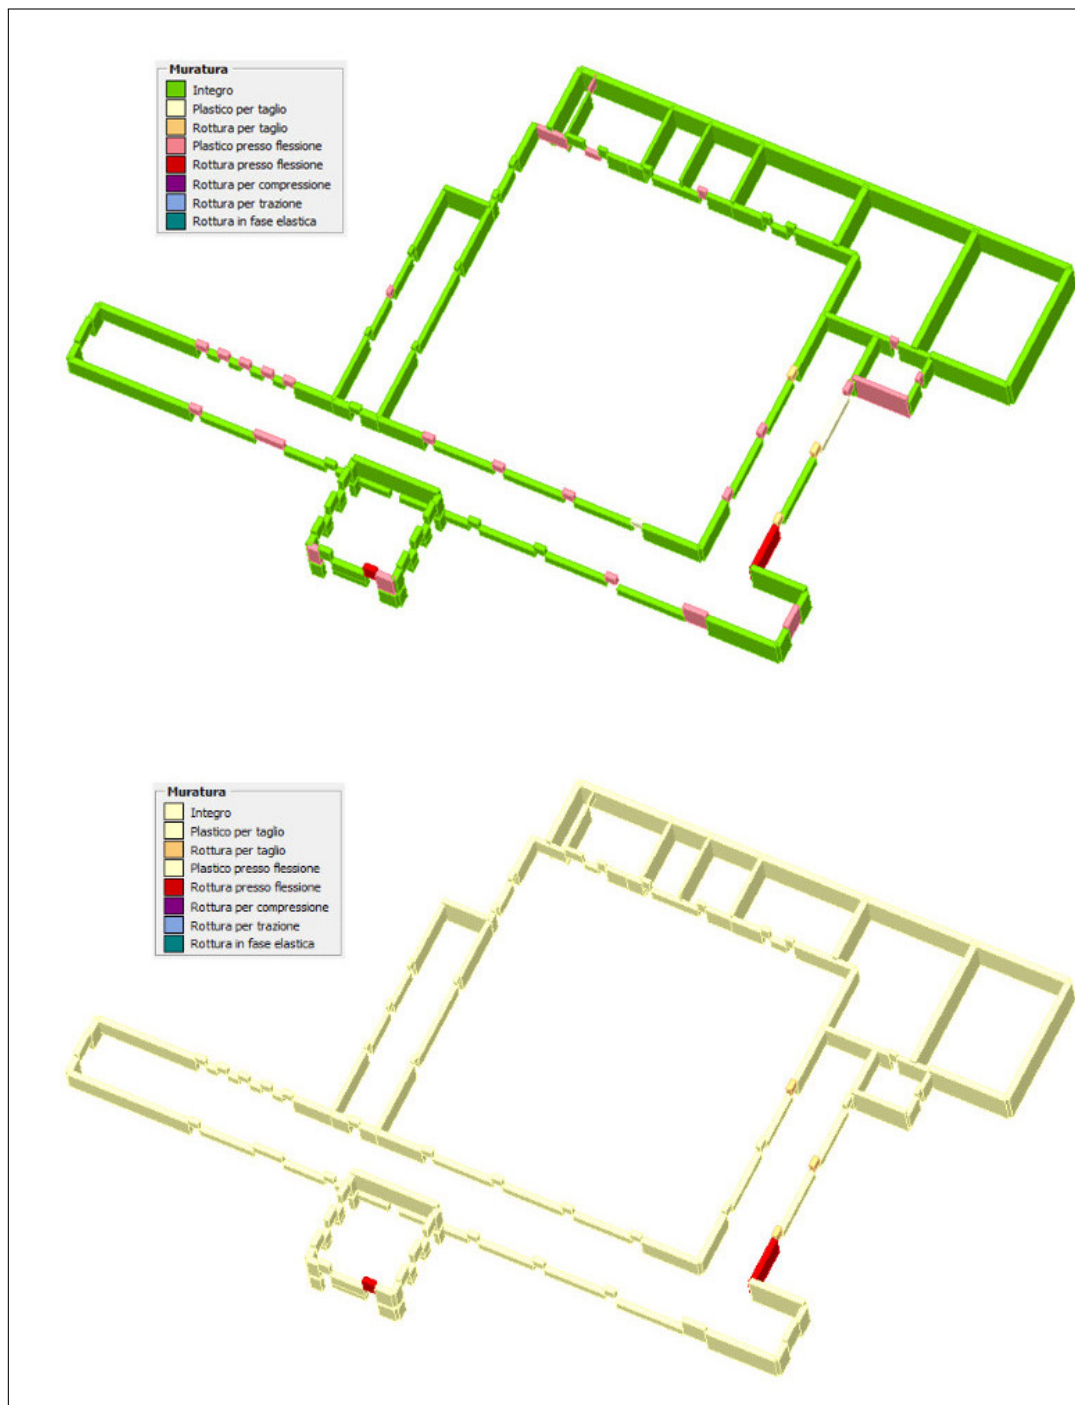 Muratura
Integro
Plastico per taglio
Rottura per taglio
Plastico presso flessione
Rottura presso flessione
Rottura per compressione
Rottura per trazione
Rottura in fase elastica
Muratura
Integro
Plastico per taglio
Rottura per taglio
Plastico presso flessione
Rottura presso flessione
Rottura per compressione
Rottura per trazione
Rottura in fase elastica